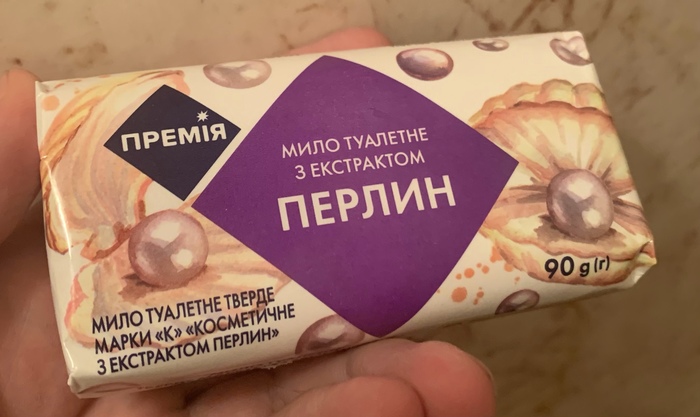 ПРЕМІЯ
МИЛО ТУАЛЕТНЕ
З ЕКСТРАКТОМ
ПЕРЛИН
90 g (г)
МИЛО ТУАЛЕТНЕ ТВЕРДЕ
МАРКИ «К» «КОСМЕТИЧНЕ
З ЕКСТРАКТОМ ПЕРЛИН»